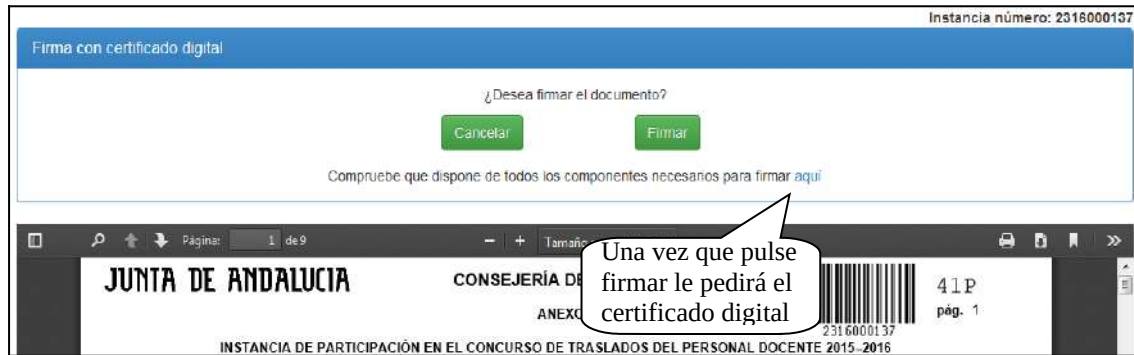 Instancia número: 2316000137
Firma con certificado digital
¿Desea firmar el documento?
Cancelar Firmar
Compruebe que dispone de todos los componentes necesarios para firmar aquí
Página: 1 de 9 Tamaño
Una vez que pulse
firmar le pedirá el
certificado digital
JUNTA DE ANDALUCIA CONSEJERÍA DE 41P
ANEXO pág. 1
2316000137
INSTANCIA DE PARTICIPACIÓN EN EL CONCURSO DE TRASLADOS DEL PERSONAL DOCENTE 2015-2016